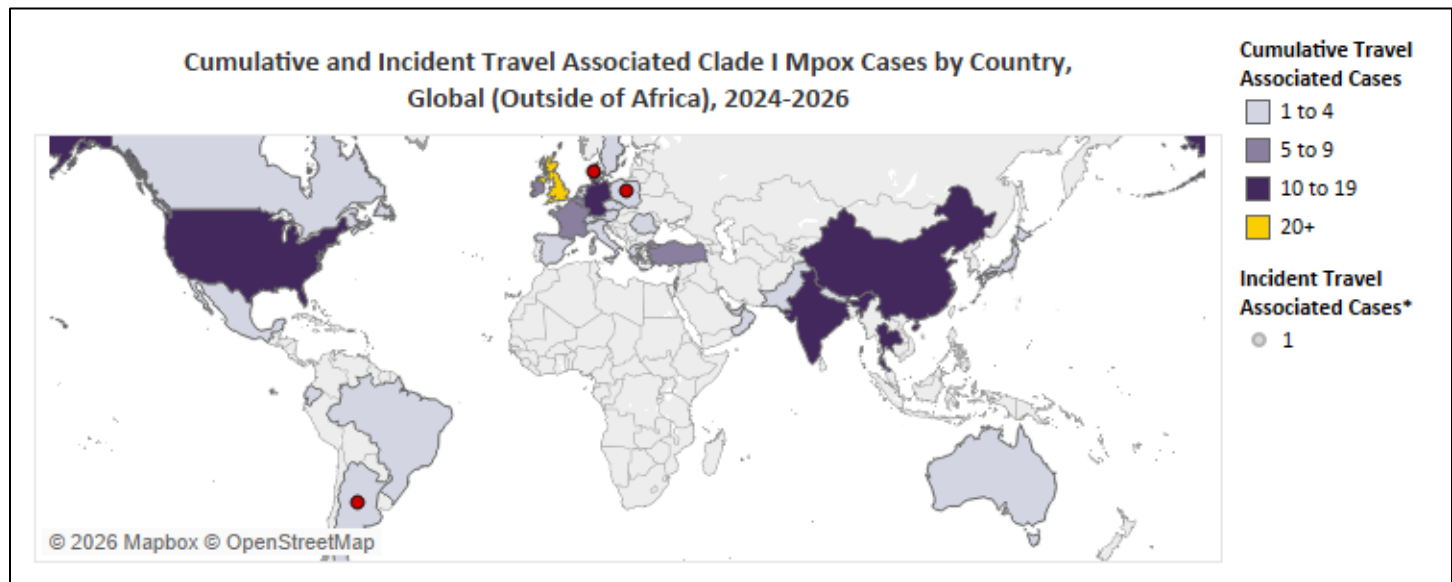 Cumulative and Incident Travel Associated Clade I Mpox Cases by Country,
Global (Outside of Africa), 2024-2026
Cumulative Travel
Associated Cases
1 to 4
5 to 9
10 to 19
20+
Incident Travel
Associated Cases*
1
© 2026 Mapbox © OpenStreetMap